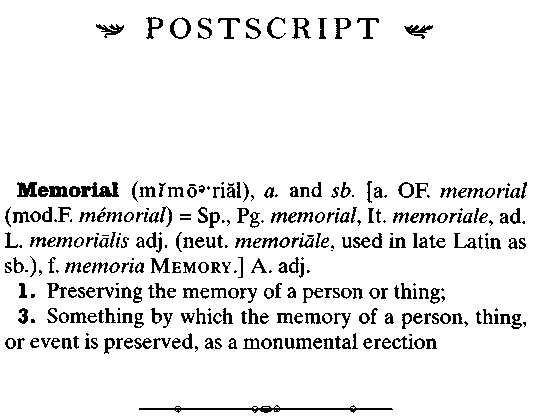 POSTSCRIPT
Memorial (mĭmōə·riăl), a. and sb. [a. OF. memorial
(mod.F. mémorial) = Sp., Pg. memorial, It. memoriale, ad.
L. memoriālis adj. (neut. memoriāle, used in late Latin as
sb.), f. memoria MEMORY.] A. adj.
1. Preserving the memory of a person or thing;
3. Something by which the memory of a person, thing,
or event is preserved, as a monumental erection